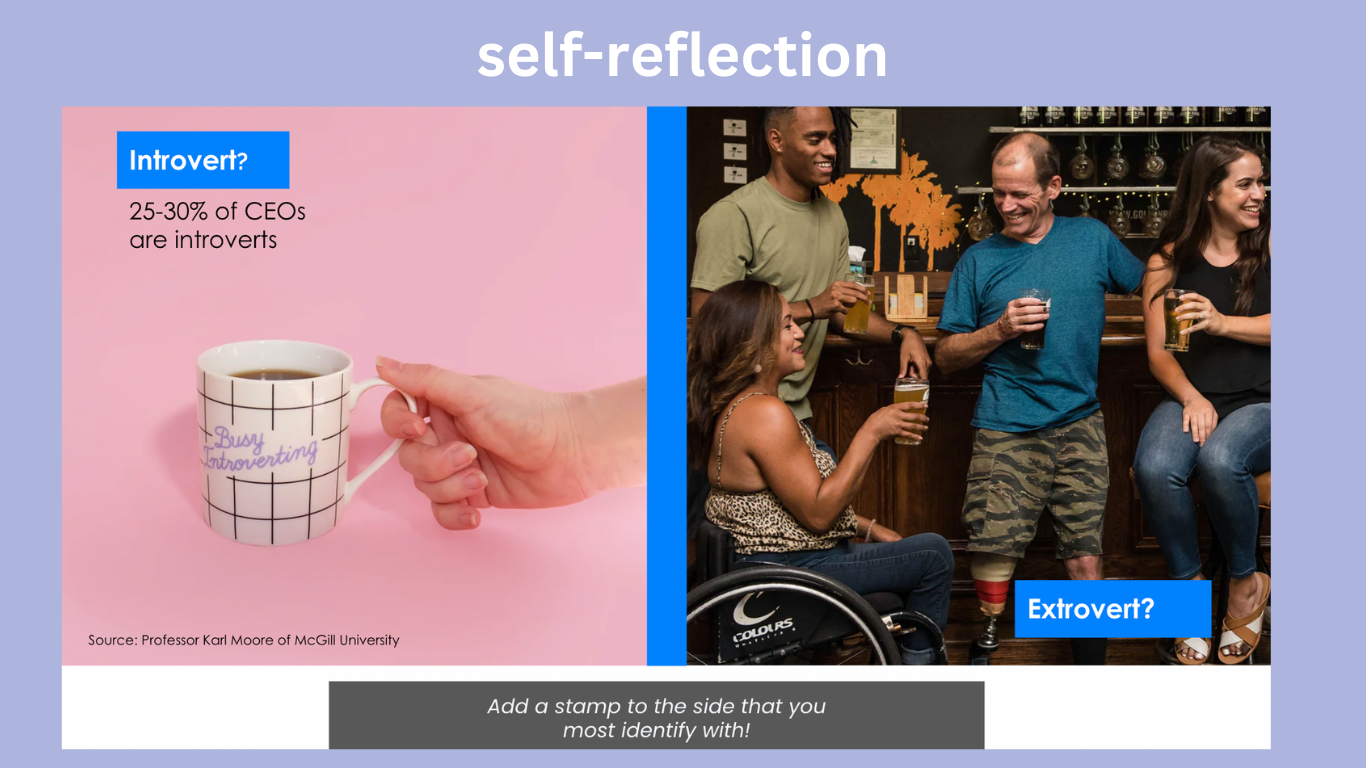 self-reflection
Introvert?
25-30% of CEOs
are introverts
Busy
Introverting
Source: Professor Karl Moore of McGill University
COLOURS
Extrovert?
Add a stamp to the side that you
most identify with!